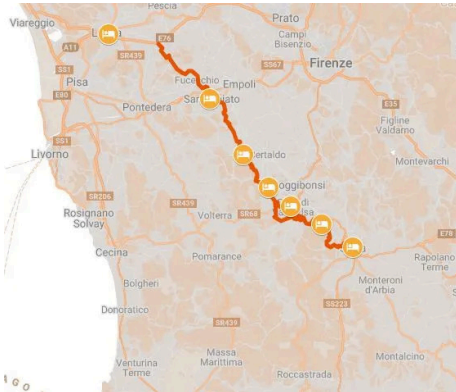 Pescia
Viareggio
Prato
E76
A11
SR439
Campi
Bisenzio
SS1
Firenze
Pisa
SS67
Fucecchio
Empoli
E80
Pontedera
E35
Figline
Valdarno
Livorno
SS1
Montevarchi
SR206
Rosignano
Solvay
SR439
Volterra
SR68
Cecina
Pomarance
E78
Rapolano
Terme
Bolgheri
Monteroni
d'Arbia
Donoratico
SS223
SR439
Montalcino
Massa
Marittima
Venturina
Terme
Roccastrada